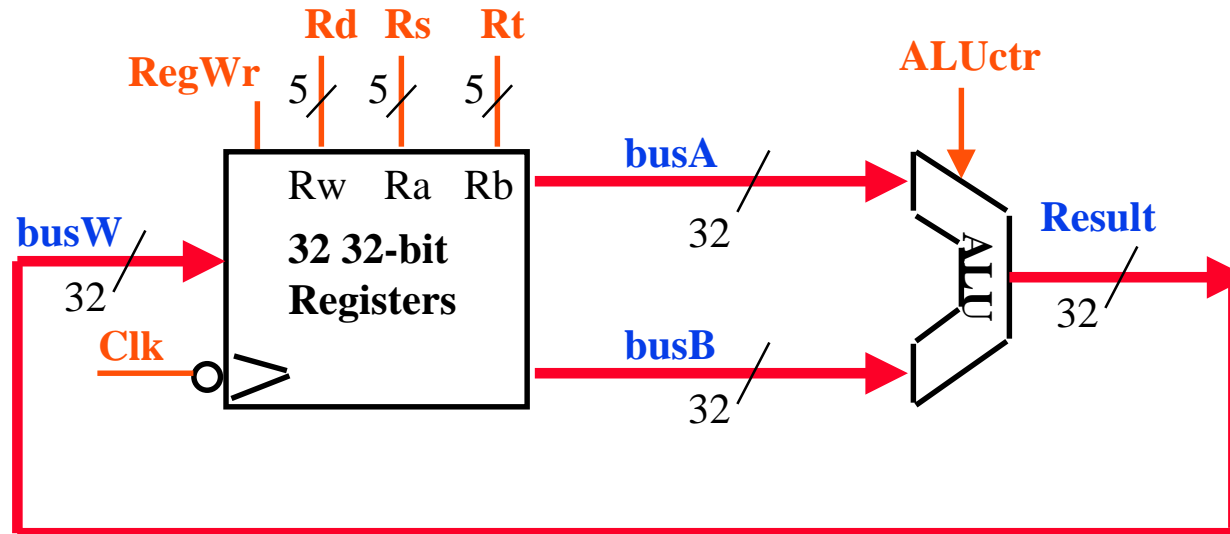 Rd Rs Rt
RegWr
ALUctr
5 5 5
busA
Rw Ra Rb
busW
32
Result
32 32-bit
Registers
ALU
32
32
Clk
busB
32